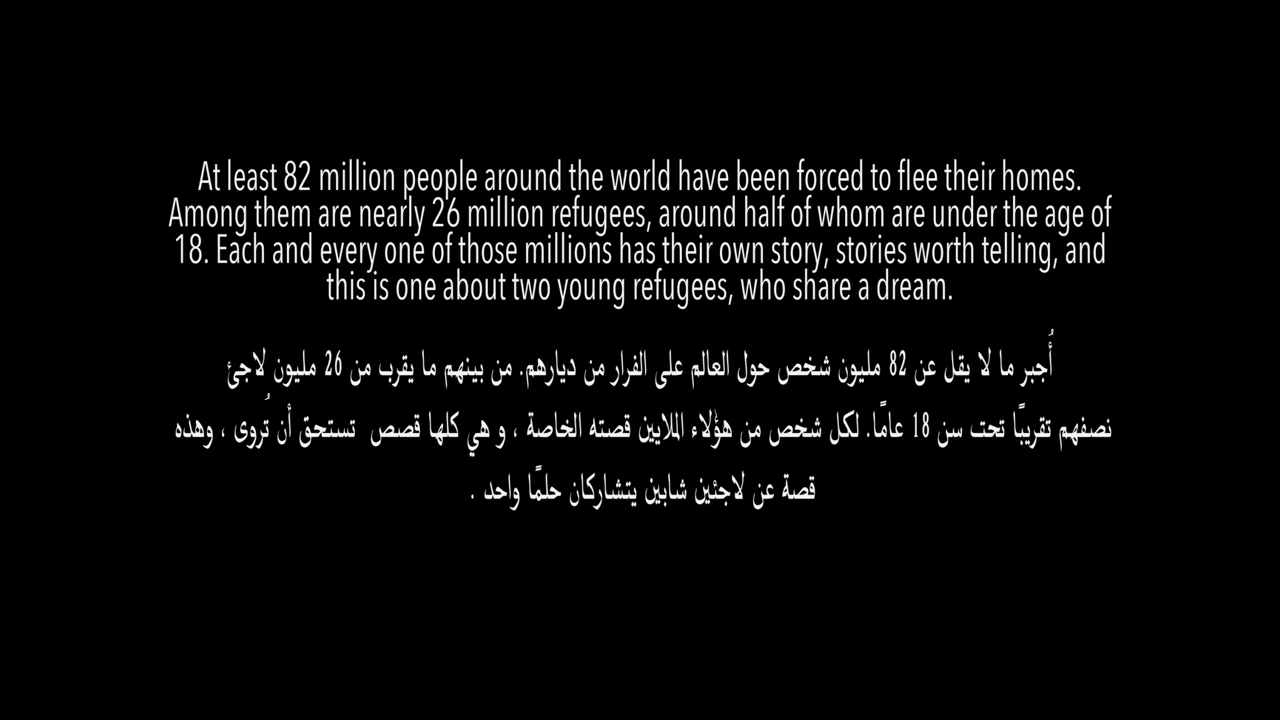 At least 82 million people around the world have been forced to flee their homes.
Among them are nearly 26 million refugees, around half of whom are under the age of
18. Each and every one of those millions has their own story, stories worth telling, and
this is one about two young refugees, who share a dream.
أُجبر ما لا يقل عن 82 مليون شخص حول العالم على الفرار من ديارهم. من بينهم ما يقرب من 26 مليون لاجئ
نصفهم تقريبًا تحت سن 18 عامًا. لكل شخص من هؤلاء الملايين قصته الخاصة ، و هي كلها قصص تستحق أن تُروى ، وهذه
قصة عن لاجئين شابين يتشاركان حلمًا واحد .